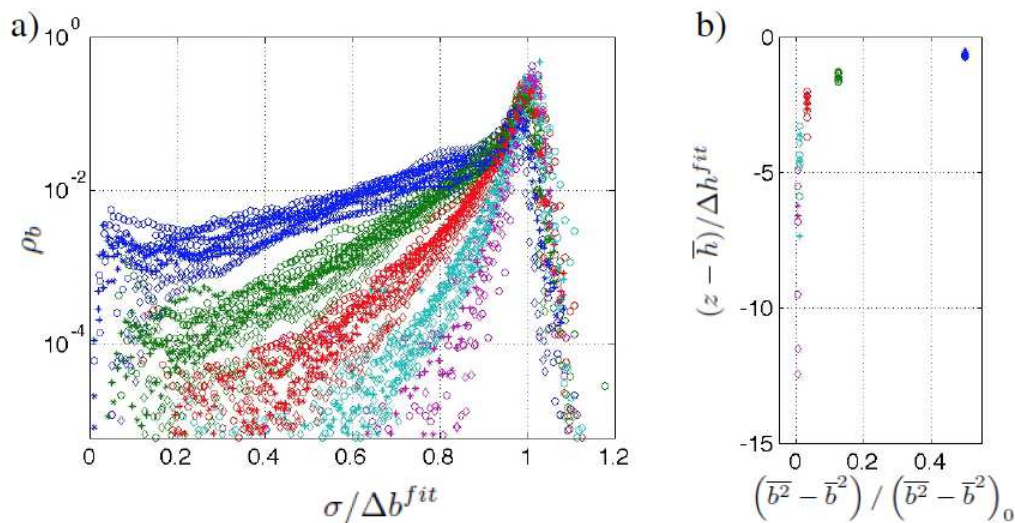 a)
10^0
10^-2
10^-4
ρ_b
0 0.2 0.4 0.6 0.8 1 1.2
σ/Δb^fit
b)
0
-5
-10
-15
(z − h̅)/Δh^fit
0 0.2 0.4
(b̅²̅ − b̅²) / (b̅²̅ − b̅²)₀